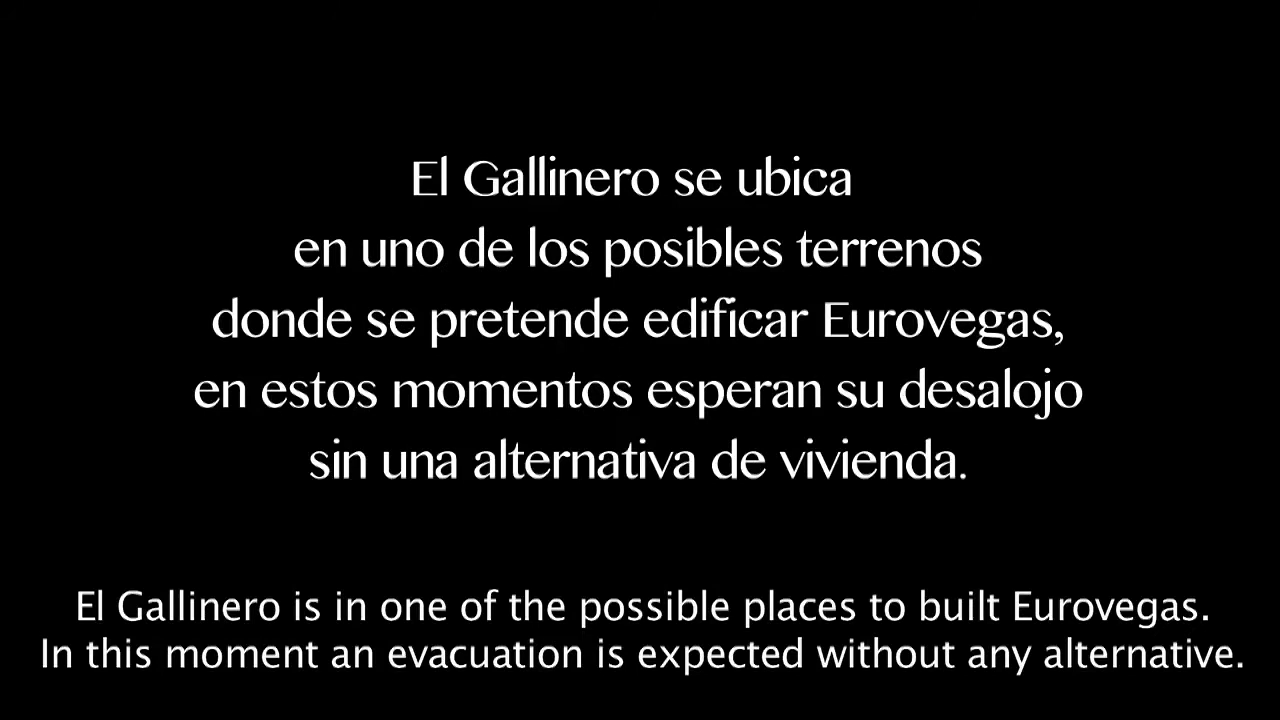 El Gallinero se ubica
en uno de los posibles terrenos
donde se pretende edificar Eurovegas,
en estos momentos esperan su desalojo
sin una alternativa de vivienda.
El Gallinero is in one of the possible places to built Eurovegas.
In this moment an evacuation is expected without any alternative.